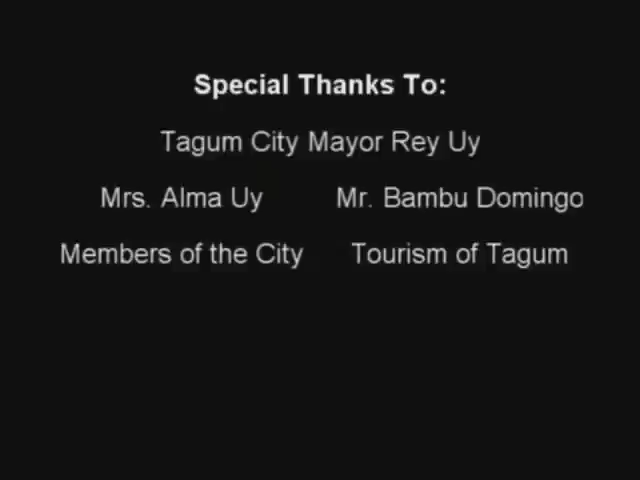 Special Thanks To:
Tagum City Mayor Rey Uy
Mrs. Alma Uy Mr. Bambu Domingo
Members of the City Tourism of Tagum